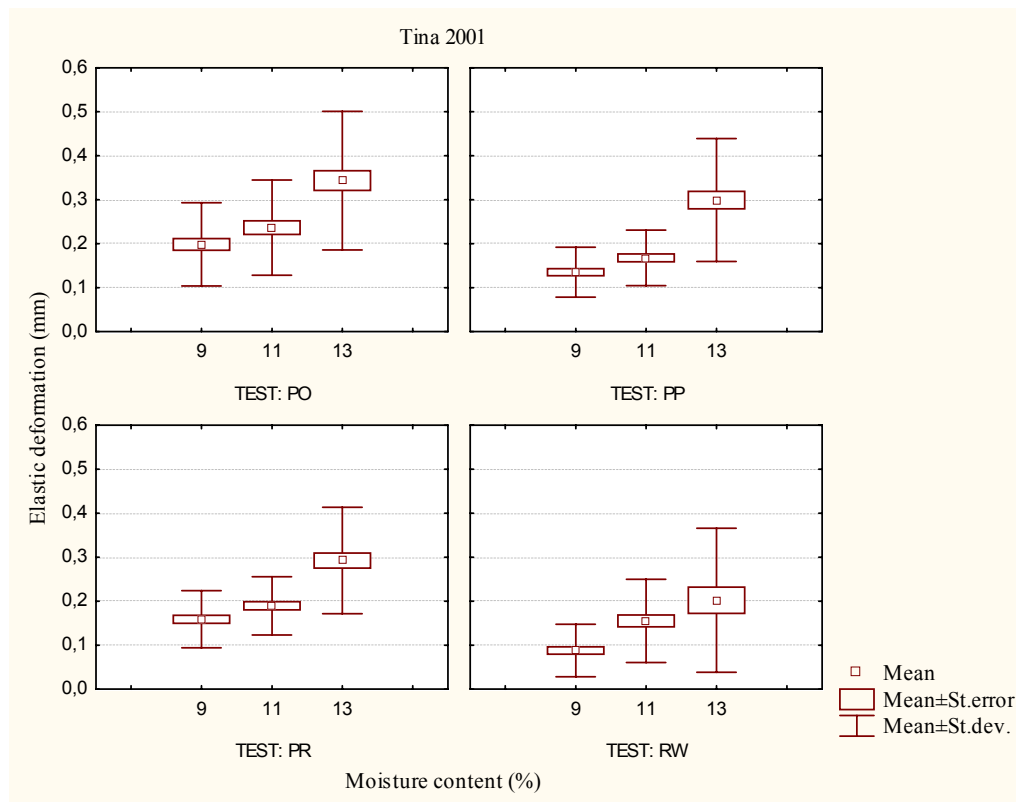 Tina 2001
Elastic deformation (mm)
0,6
0,5
0,4
0,3
0,2
0,1
0,0
9 11 13
TEST: PO
9 11 13
TEST: PP
0,6
0,5
0,4
0,3
0,2
0,1
0,0
9 11 13
TEST: PR
9 11 13
TEST: RW
Moisture content (%)
Mean
Mean±St.error
Mean±St.dev.